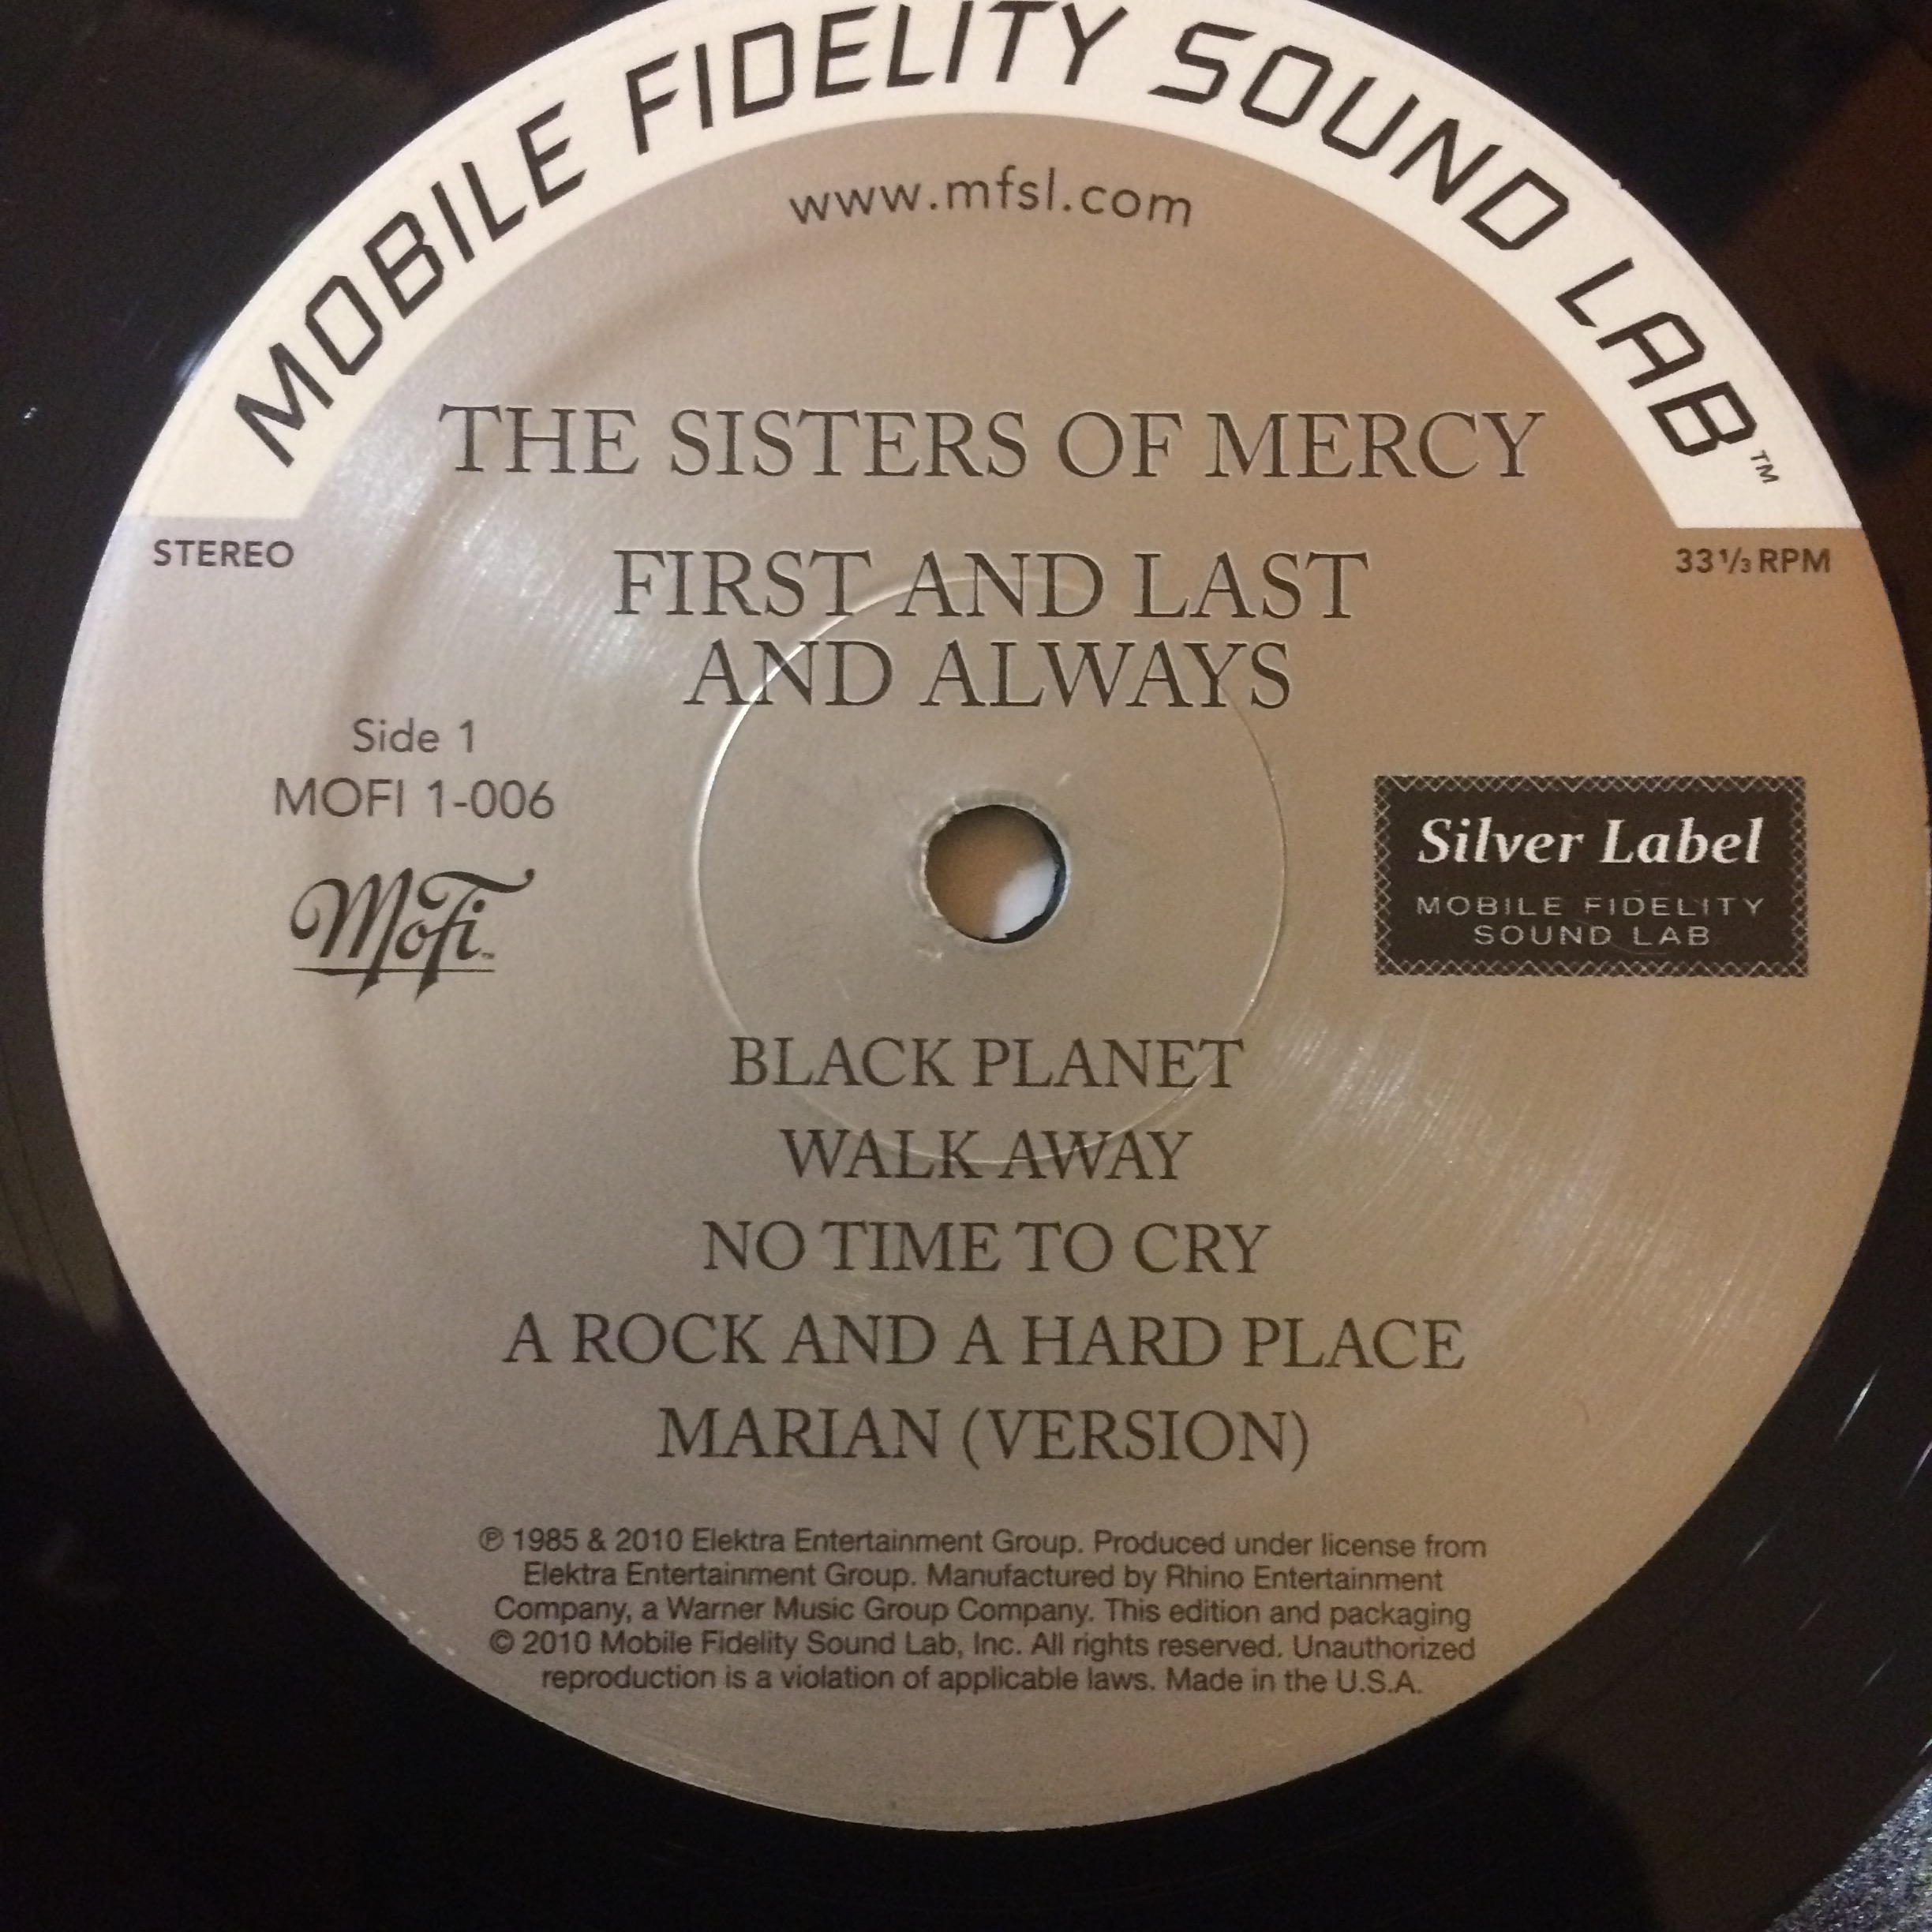 MOBILE FIDELITY SOUND LAB™
www.mfsl.com
THE SISTERS OF MERCY
STEREO
33⅓ RPM
FIRST AND LAST
AND ALWAYS
Side 1
MOFI 1-006
MoFi™
Silver Label
MOBILE FIDELITY
SOUND LAB
BLACK PLANET
WALK AWAY
NO TIME TO CRY
A ROCK AND A HARD PLACE
MARIAN (VERSION)
℗ 1985 & 2010 Elektra Entertainment Group. Produced under license from
Elektra Entertainment Group. Manufactured by Rhino Entertainment
Company, a Warner Music Group Company. This edition and packaging
© 2010 Mobile Fidelity Sound Lab, Inc. All rights reserved. Unauthorized
reproduction is a violation of applicable laws. Made in the U.S.A.